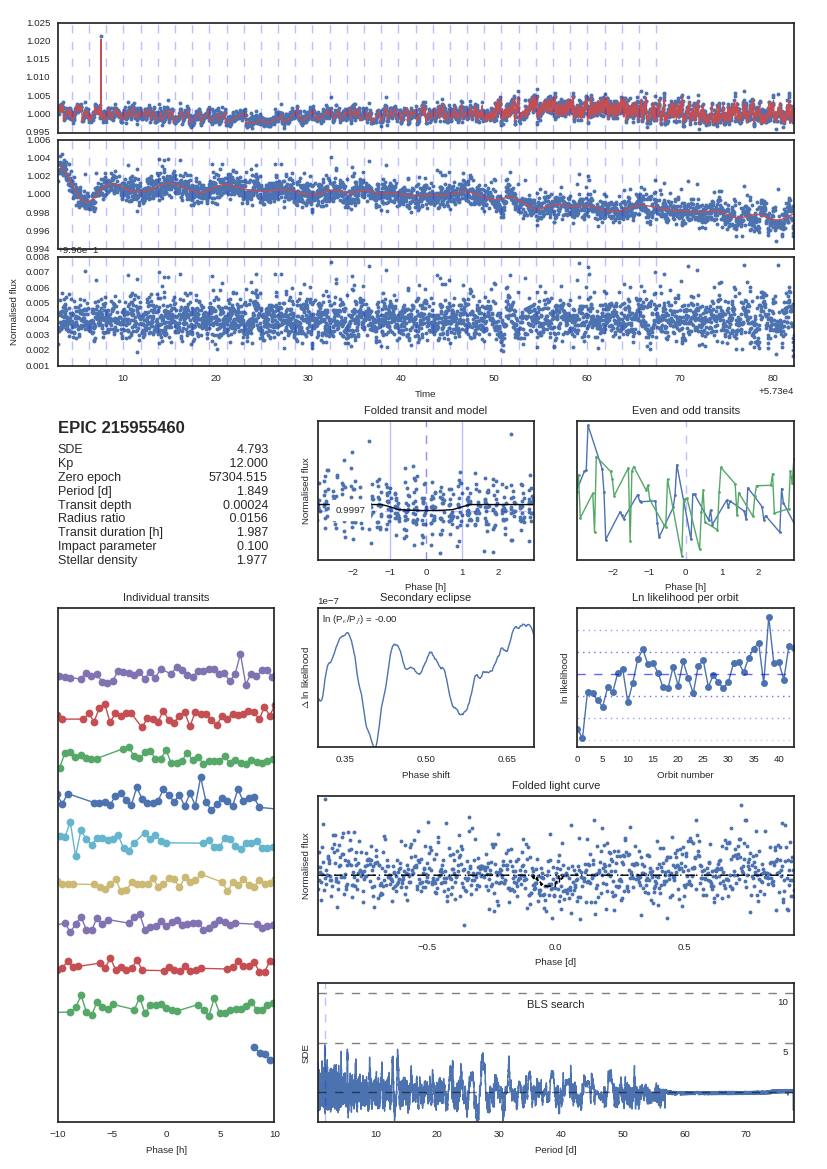 1.025
1.020
1.015
1.010
1.005
1.000
0.995
1.006
1.004
1.002
1.000
0.998
0.996
0.994
+9.96e−1
0.008
0.007
0.006
0.005
0.004
0.003
0.002
0.001
Normalised flux
10 20 30 40 50 60 70 80
Time
+5.73e4
EPIC 215955460
SDE 4.793
Kp 12.000
Zero epoch 57304.515
Period [d] 1.849
Transit depth 0.00024
Radius ratio 0.0156
Transit duration [h] 1.987
Impact parameter 0.100
Stellar density 1.977
Folded transit and model
Normalised flux
0.9997
−2 −1 0 1 2
Phase [h]
Even and odd transits
−2 −1 0 1 2
Phase [h]
Individual transits
−10 −5 0 5 10
Phase [h]
Secondary eclipse
1e−7
ln (Pₑ/P𝑓) = -0.00
Δ ln likelihood
0.35 0.50 0.65
Phase shift
Ln likelihood per orbit
ln likelihood
0 5 10 15 20 25 30 35 40
Orbit number
Folded light curve
Normalised flux
−0.5 0.0 0.5
Phase [d]
BLS search
10
5
SDE
10 20 30 40 50 60 70
Period [d]